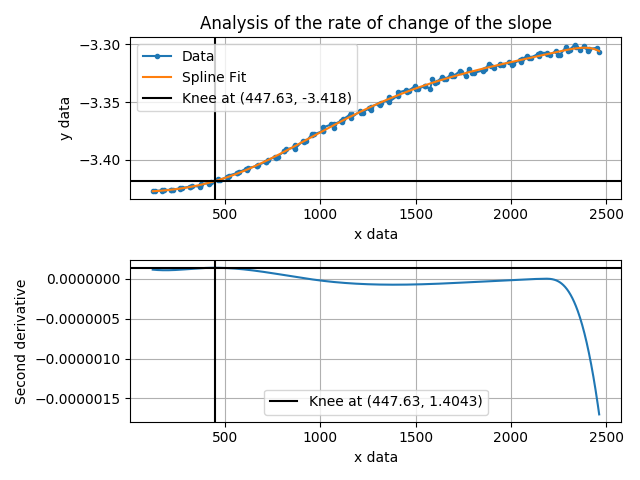 Analysis of the rate of change of the slope
Data
Spline Fit
Knee at (447.63, -3.418)
y data
−3.30
−3.35
−3.40
500 1000 1500 2000 2500
x data
Second derivative
0.0000000
−0.0000005
−0.0000010
−0.0000015
Knee at (447.63, 1.4043)
500 1000 1500 2000 2500
x data